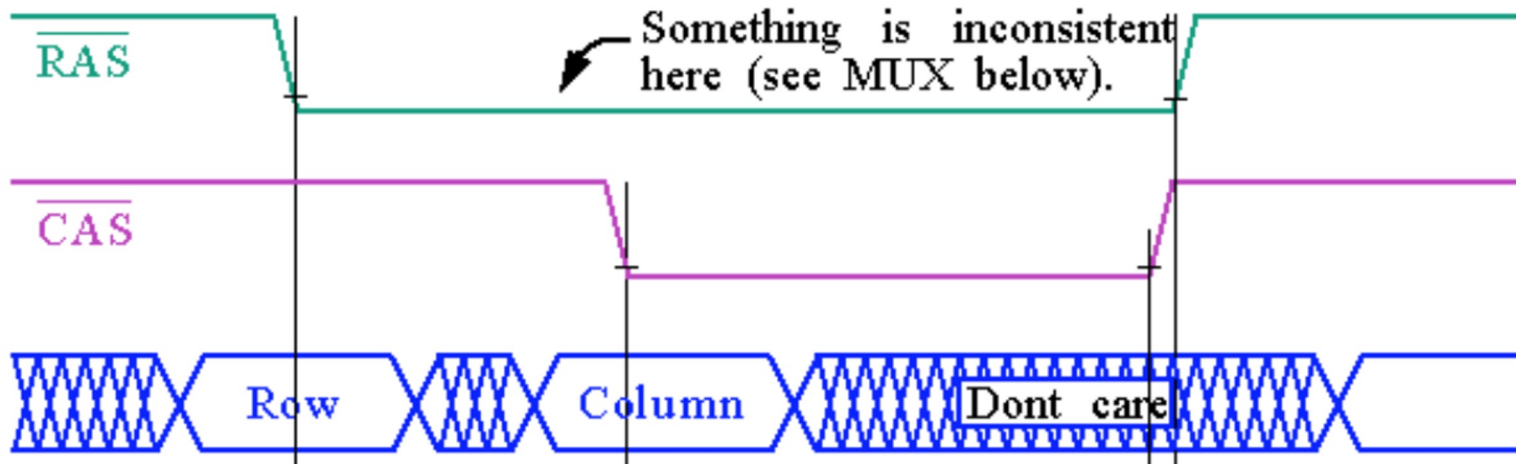 Something is inconsistent
RAS
here (see MUX below).
CAS
Row
Column
Dont care